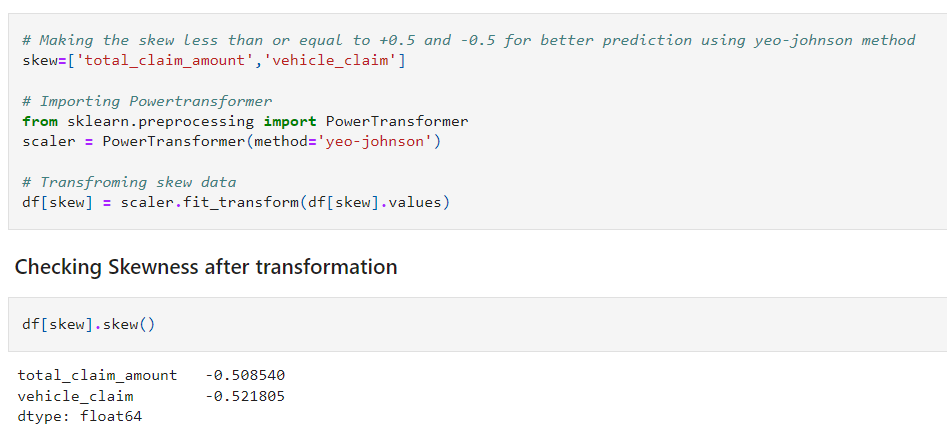 # Making the skew less than or equal to +0.5 and -0.5 for better prediction using yeo-johnson method
skew=['total_claim_amount','vehicle_claim']
# Importing Powertransformer
from sklearn.preprocessing import PowerTransformer
scaler = PowerTransformer(method='yeo-johnson')
# Transfroming skew data
df[skew] = scaler.fit_transform(df[skew].values)
Checking Skewness after transformation
df[skew].skew()
total_claim_amount   -0.508540
vehicle_claim        -0.521805
dtype: float64